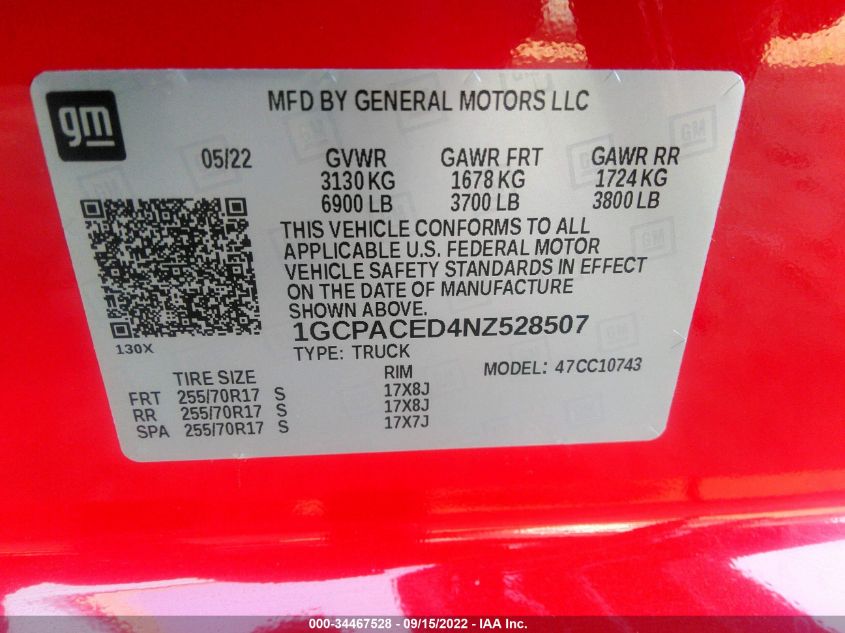 gm
MFD BY GENERAL MOTORS LLC
05/22 GVWR GAWR FRT GAWR RR
3130 KG 1678 KG 1724 KG
6900 LB 3700 LB 3800 LB
THIS VEHICLE CONFORMS TO ALL
APPLICABLE U.S. FEDERAL MOTOR
VEHICLE SAFETY STANDARDS IN EFFECT
ON THE DATE OF MANUFACTURE
SHOWN ABOVE.
1GCPACED4NZ528507
130X
TYPE: TRUCK MODEL: 47CC10743
TIRE SIZE RIM
FRT 255/70R17 S 17X8J
RR 255/70R17 S 17X8J
SPA 255/70R17 S 17X7J
000-34467528 - 09/15/2022 - IAA Inc.